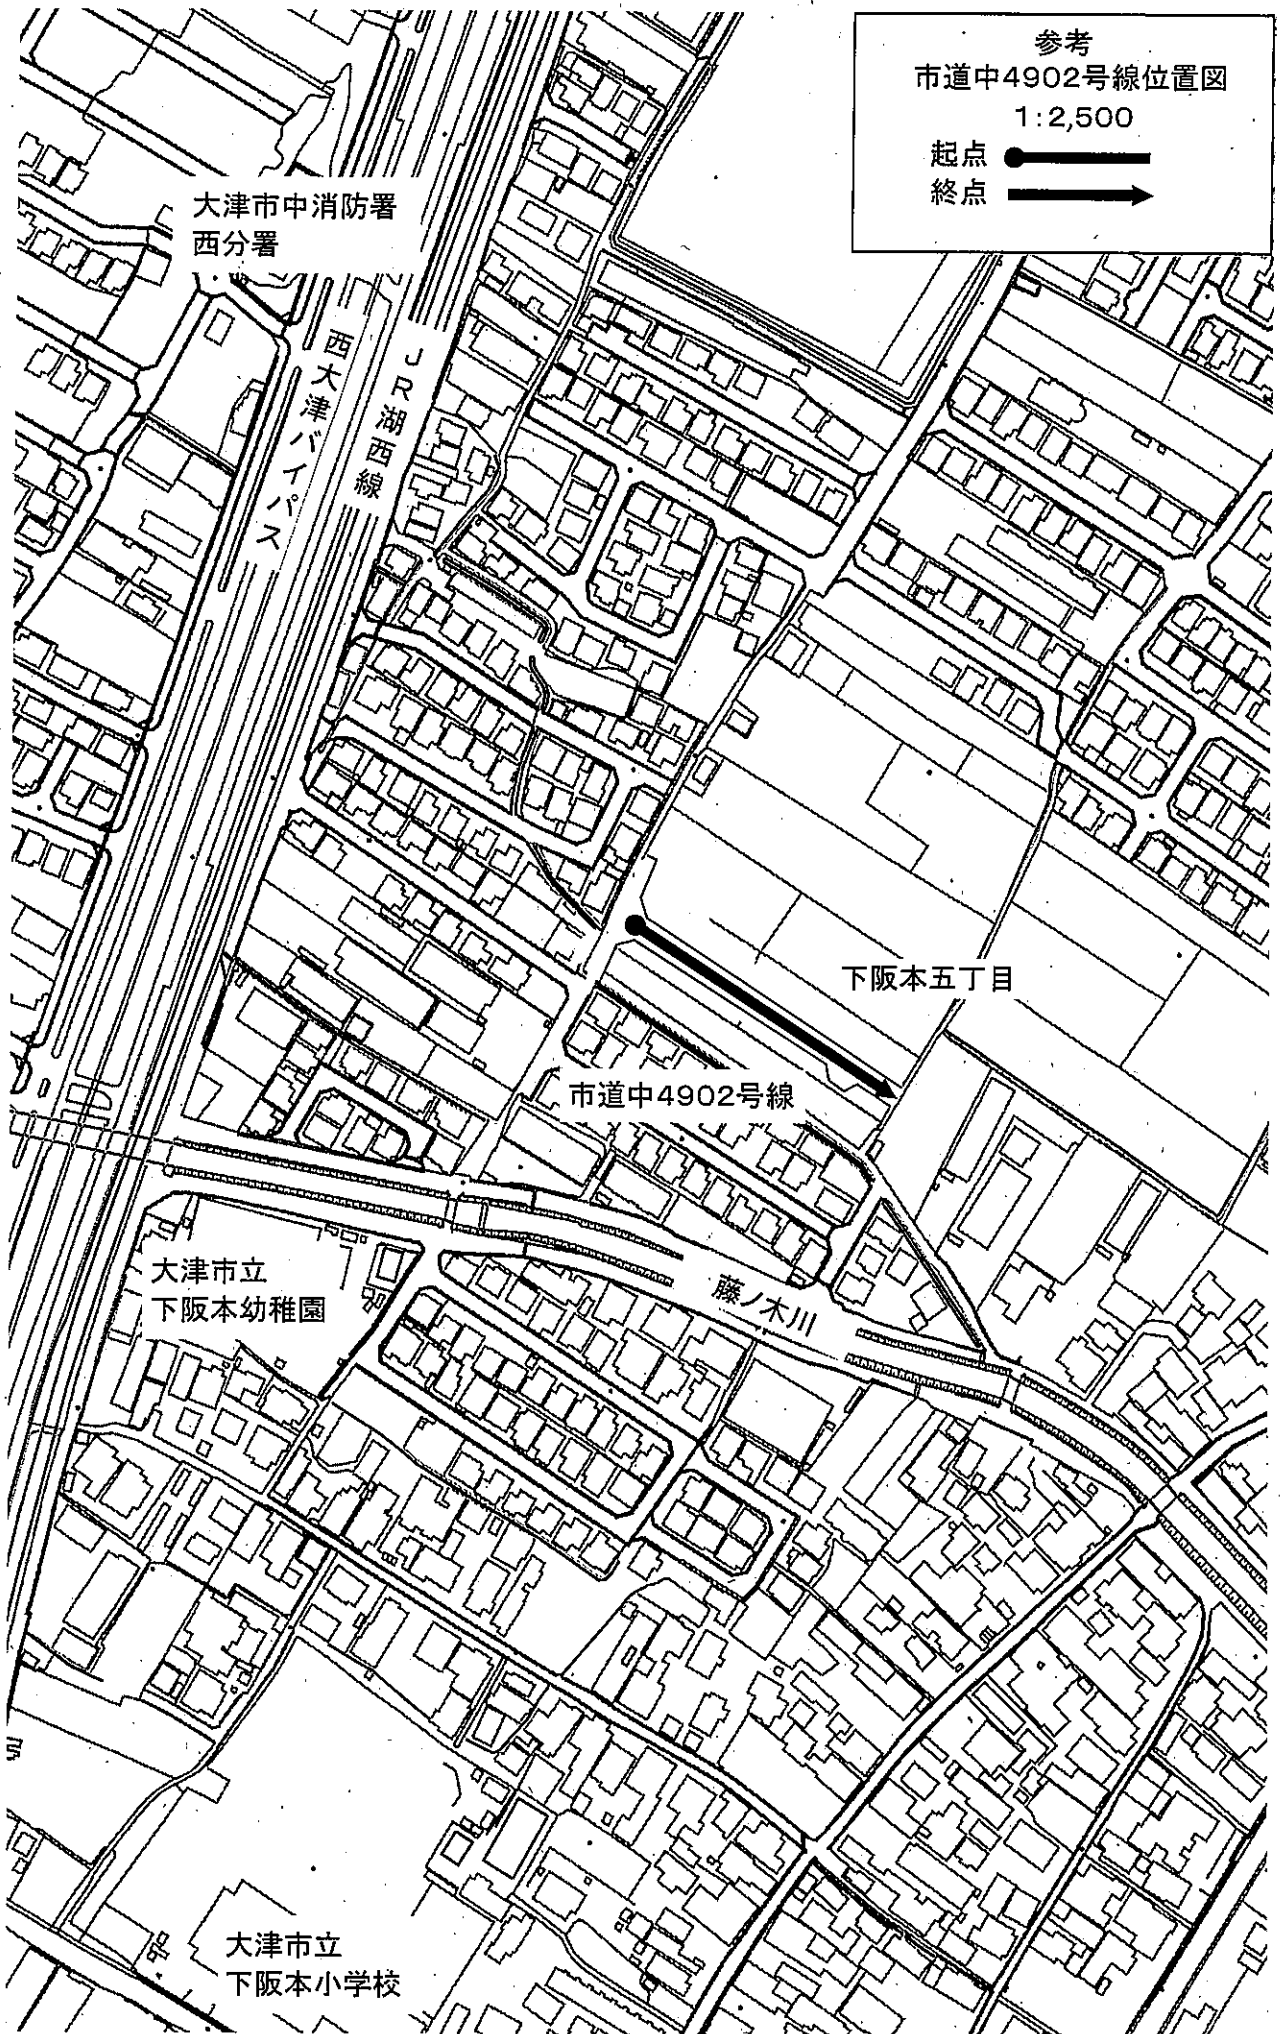 参考
市道中4902号線位置図
1:2,500
起点
終点
大津市中消防署
西分署
西大津バイパス
JR湖西線
下阪本五丁目
市道中4902号線
藤ノ木川
大津市立
下阪本幼稚園
大津市立
下阪本小学校